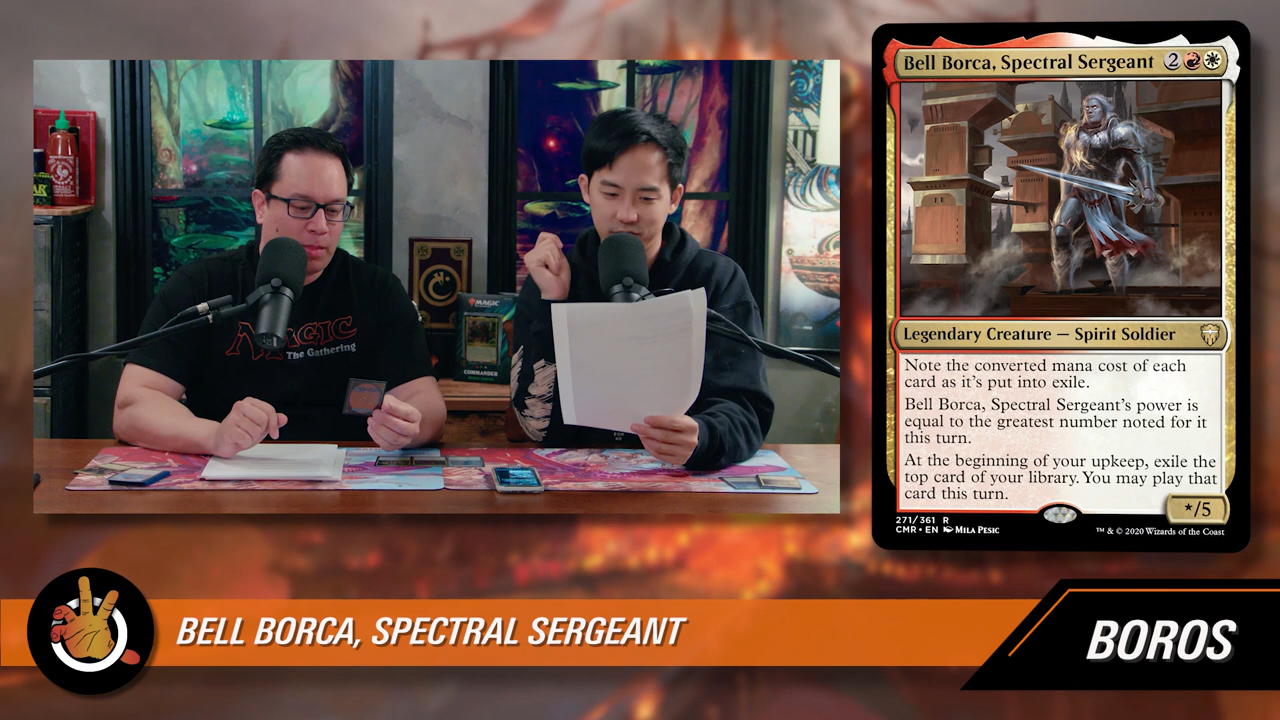 Bell Borca, Spectral Sergeant 2
Legendary Creature — Spirit Soldier
Note the converted mana cost of each
card as it's put into exile.
Bell Borca, Spectral Sergeant's power is
equal to the greatest number noted for it
this turn.
At the beginning of your upkeep, exile the
top card of your library. You may play that
card this turn.
*/5
271/361 R
CMR • EN MILA PESIC
™ & © 2020 Wizards of the Coast
MAGIC
The Gathering
MAGIC
COMMANDER
BELL BORCA, SPECTRAL SERGEANT
BOROS